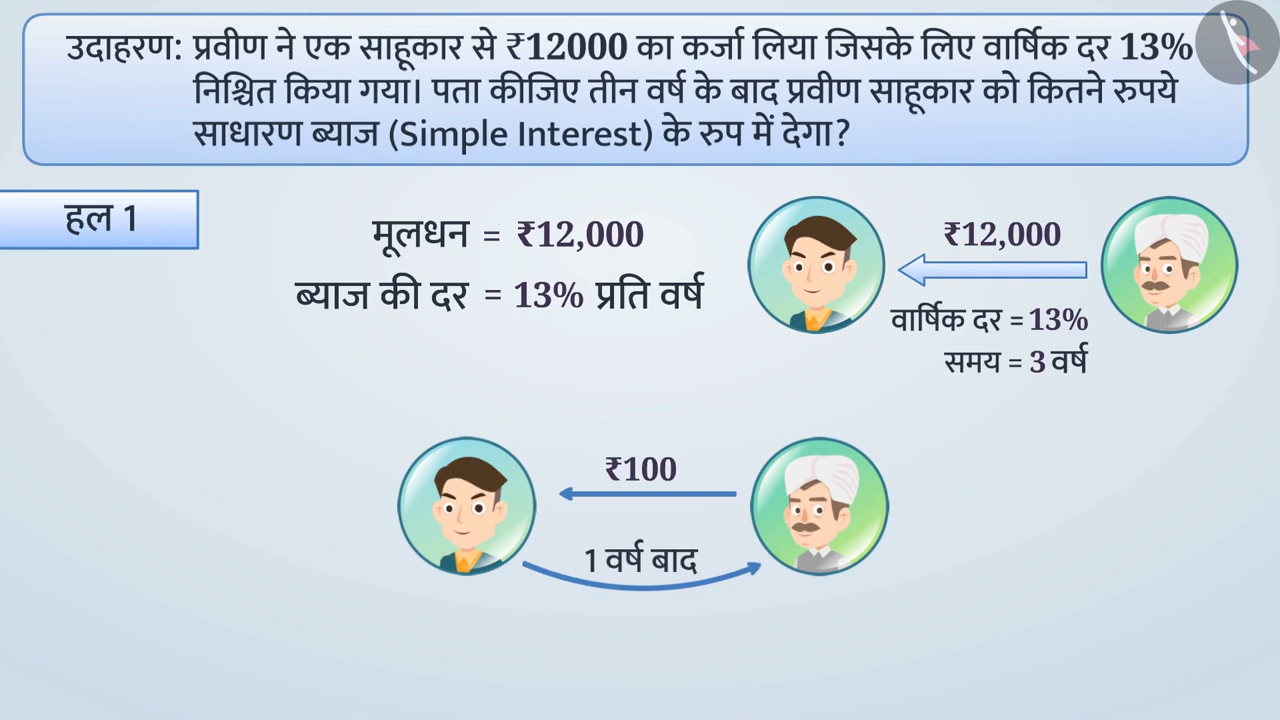 उदाहरण: प्रवीण ने एक साहूकार से ₹12000 का कर्जा लिया जिसके लिए वार्षिक दर 13%
निश्चित किया गया। पता कीजिए तीन वर्ष के बाद प्रवीण साहूकार को कितने रुपये
साधारण ब्याज (Simple Interest) के रुप में देगा?
हल 1
मूलधन = ₹12,000
ब्याज की दर = 13% प्रति वर्ष
₹12,000
वार्षिक दर = 13%
समय = 3 वर्ष
₹100
1 वर्ष बाद